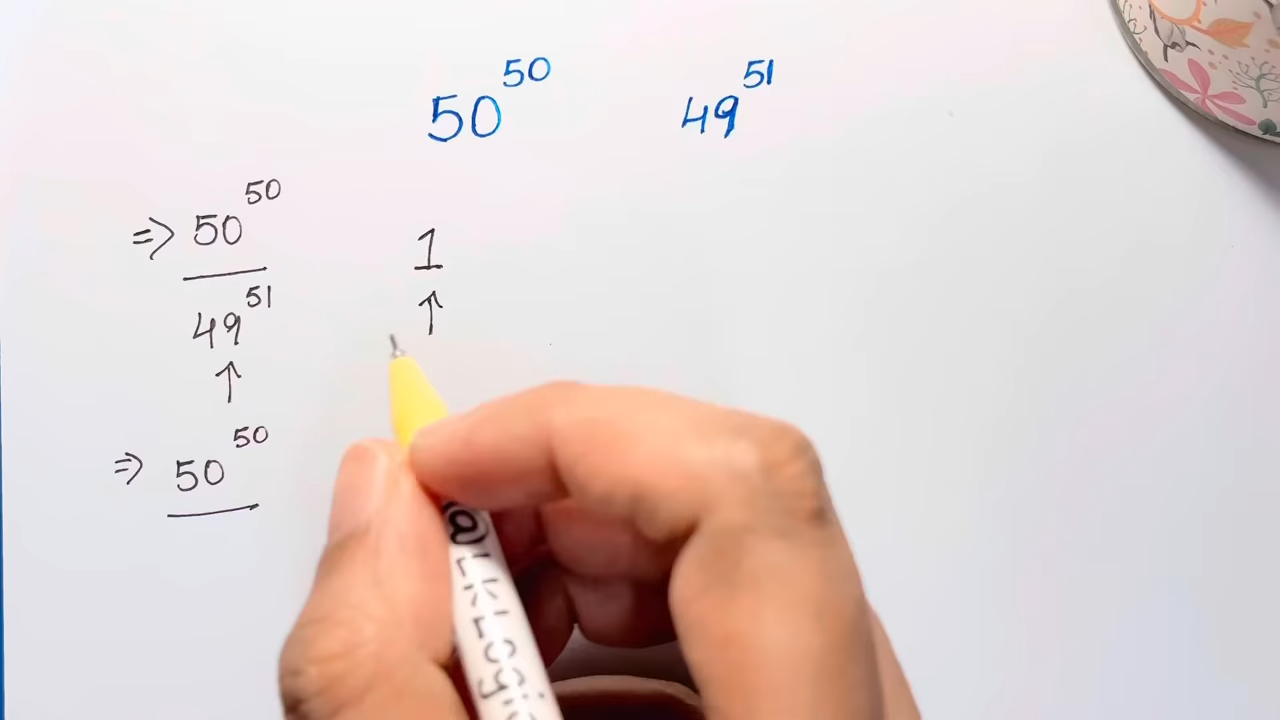 50^50 49^51
=> 50^50 1
49^51 ↑
↑
=> 50^50